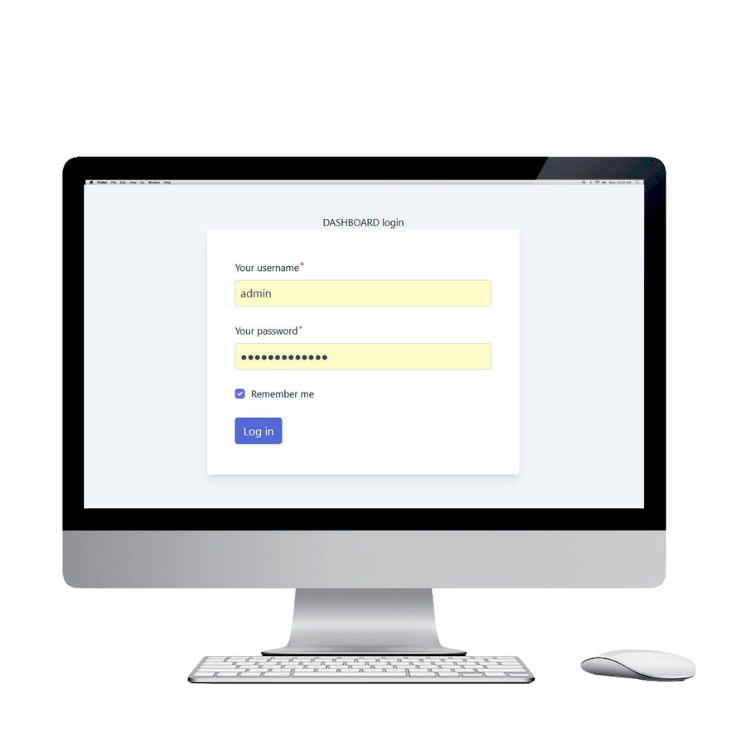 Finder File Edit View Go Window Help
DASHBOARD login
Your username*
admin
Your password*
●●●●●●●●●●●●●
Remember me
Log in